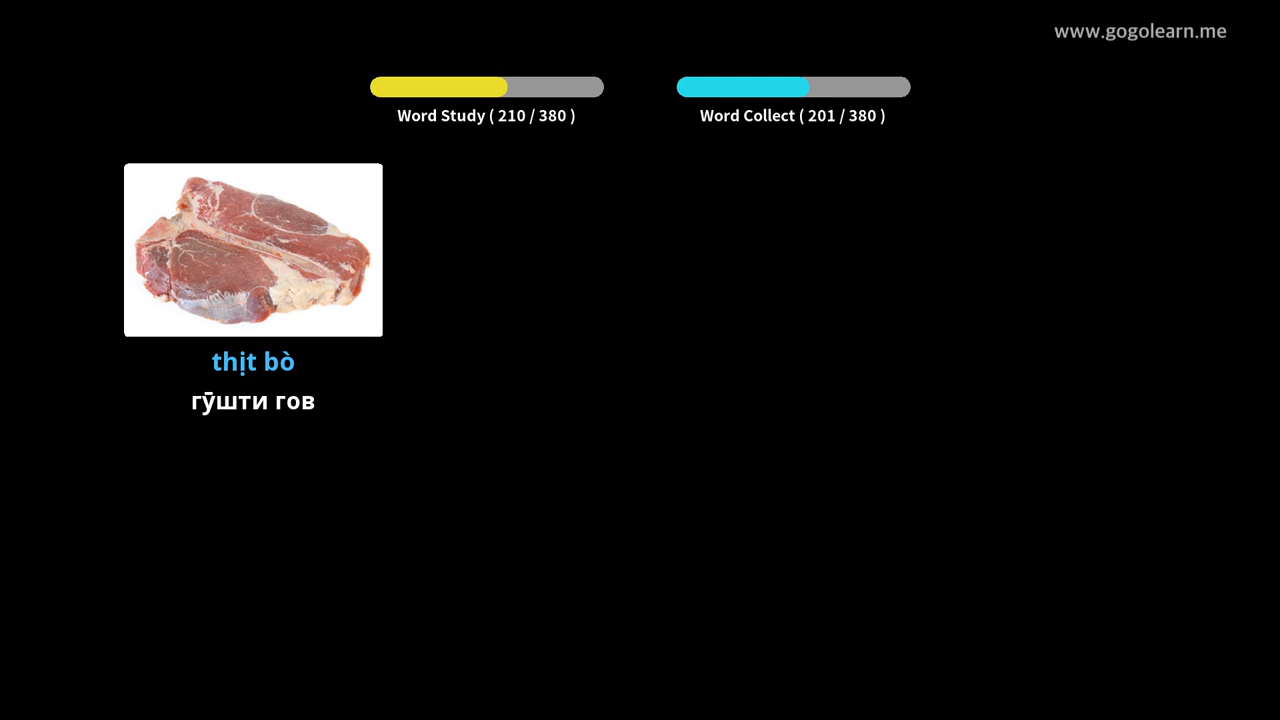 www.gogolearn.me
Word Study ( 210 / 380 )
Word Collect ( 201 / 380 )
thịt bò
гӯшти гов